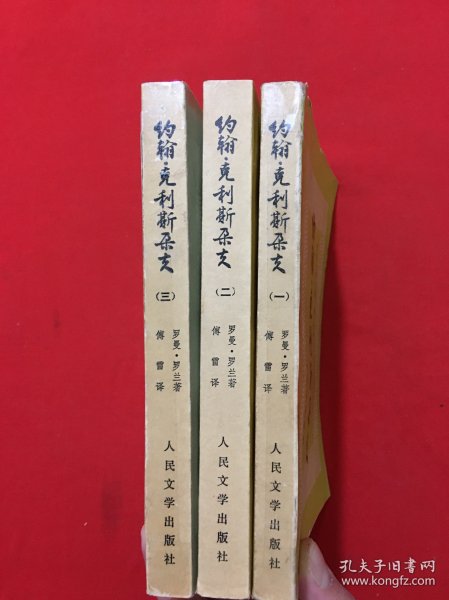 约翰·克利斯朵夫
(三)
罗曼·罗兰著
傅雷译
人民文学出版社
约翰·克利斯朵夫
(二)
罗曼·罗兰著
傅雷译
人民文学出版社
约翰·克利斯朵夫
(一)
罗曼·罗兰著
傅雷译
人民文学出版社
孔夫子旧书网
www.kongfz.com